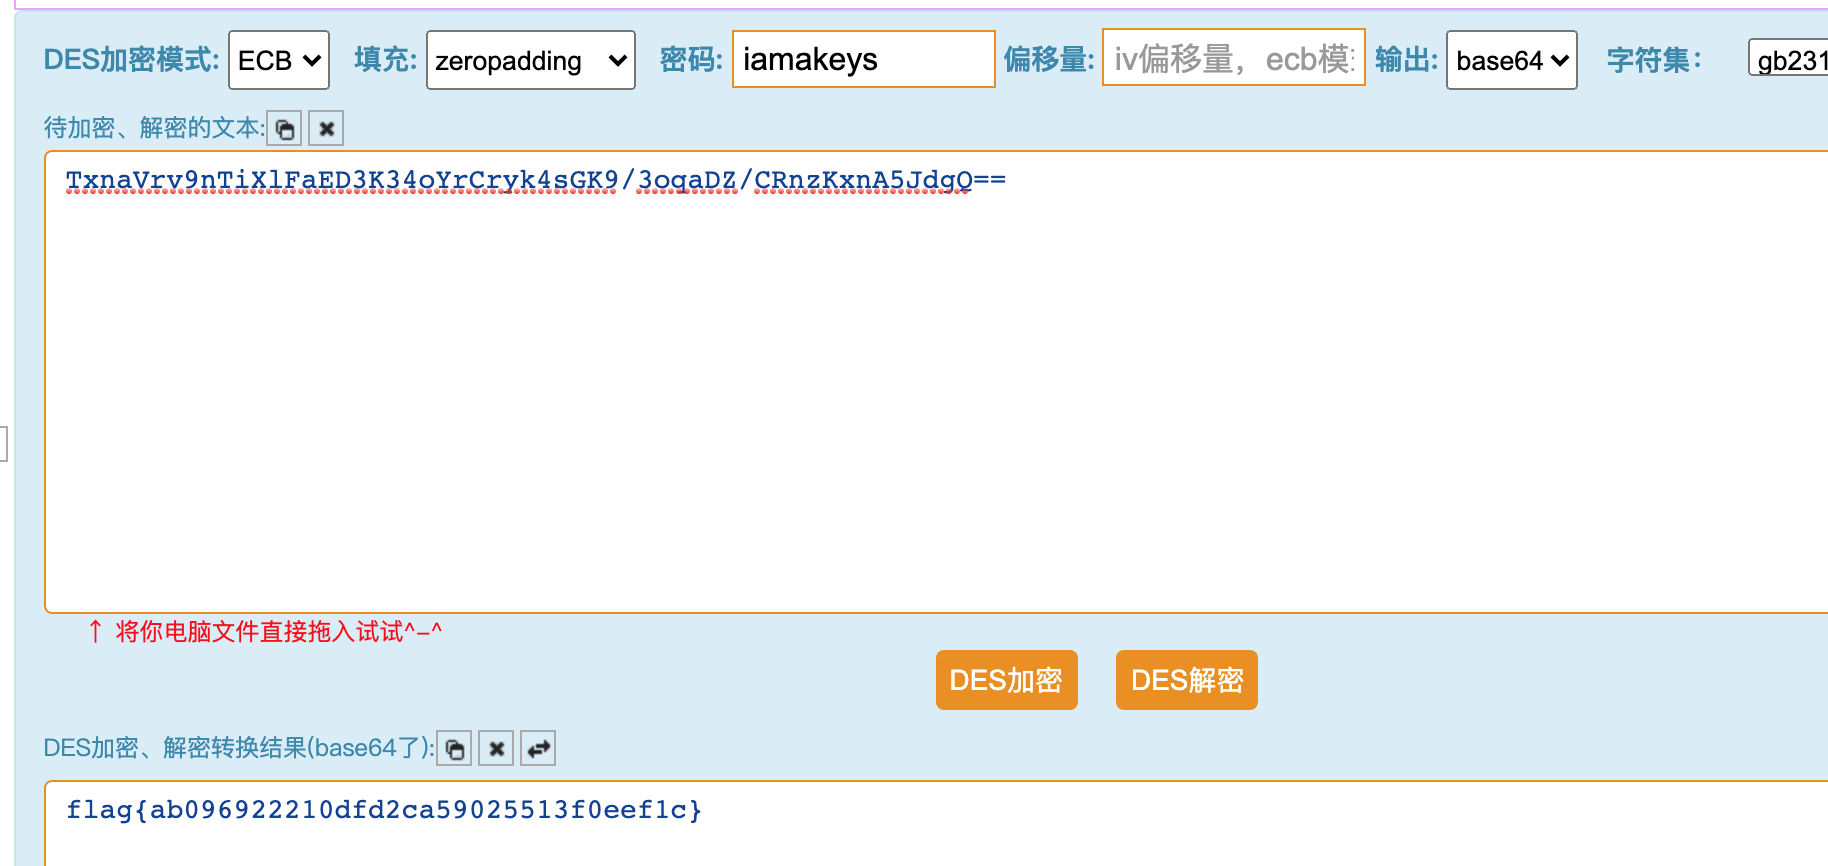 DES加密模式: ECB 填充: zeropadding 密码: iamakeys 偏移量: iv偏移量，ecb模 输出: base64 字符集: gb231
待加密、解密的文本:
TxnaVrv9nTiXlFaED3K34oYrCryk4sGK9/3oqaDZ/CRnzKxnA5JdgQ==
↑ 将你电脑文件直接拖入试试^-^
DES加密 DES解密
DES加密、解密转换结果(base64了):
flag{ab096922210dfd2ca59025513f0eef1c}